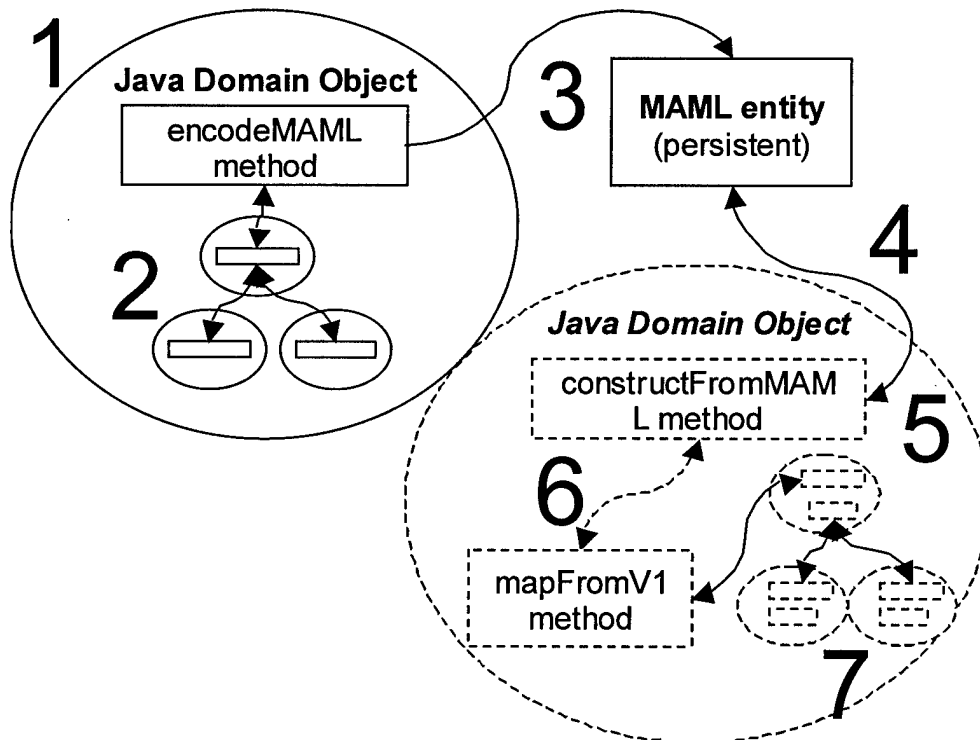 1
Java Domain Object
encodeMAML
method
2
3
MAML entity
(persistent)
4
Java Domain Object
constructFromMAM
L method
5
6
mapFromV1
method
7